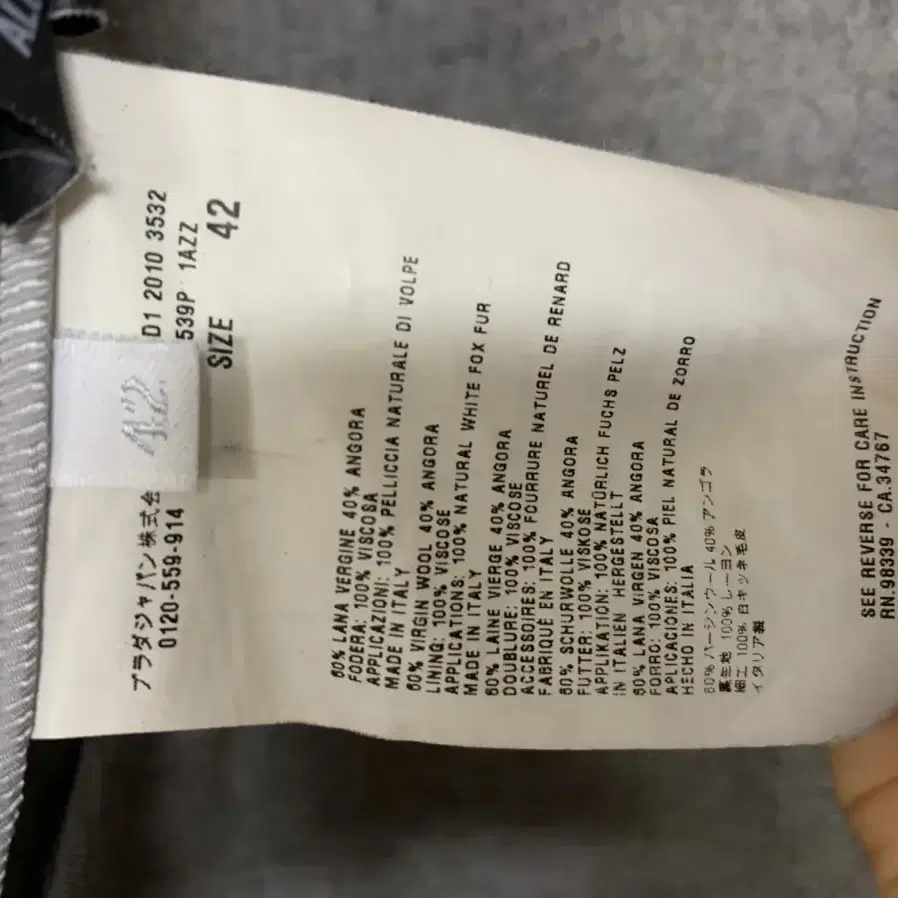 プラダジャパン株式会
0120-559-914
D1 2010 3532
539P 1AZZ
SIZE 42
42
60% LANA VERGINE 40% ANGORA
FODERA: 100% VISCOSA
APPLICAZIONI: 100% PELLICCIA NATURALE DI VOLPE
MADE IN ITALY
60% VIRGIN WOOL 40% ANGORA
LINING: 100% VISCOSE
APPLICATIONS: 100% NATURAL WHITE FOX FUR
MADE IN ITALY
60% LAINE VIERGE 40% ANGORA
DOUBLURE: 100% VISCOSE
ACCESSOIRES: 100% FOURRURE NATUREL DE RENARD
FABRIQUÉ EN ITALY
60% SCHURWOLLE 40% ANGORA
FUTTER: 100% VISKOSE
APPLIKATION: 100% NATÜRLICH FUCHS PELZ
IN ITALIEN HERGESTELLT
60% LANA VIRGEN 40% ANGORA
FORRO: 100% VISCOSA
APLICACIONES: 100% PIEL NATURAL DE ZORRO
HECHO IN ITALIA
60% バージンウール 40% アンゴラ
裏生地 100% レーヨン
細工 100% 白キツネ毛皮
イタリア製
SEE REVERSE FOR CARE INSTRUCTION
RN.98339 - CA.34767